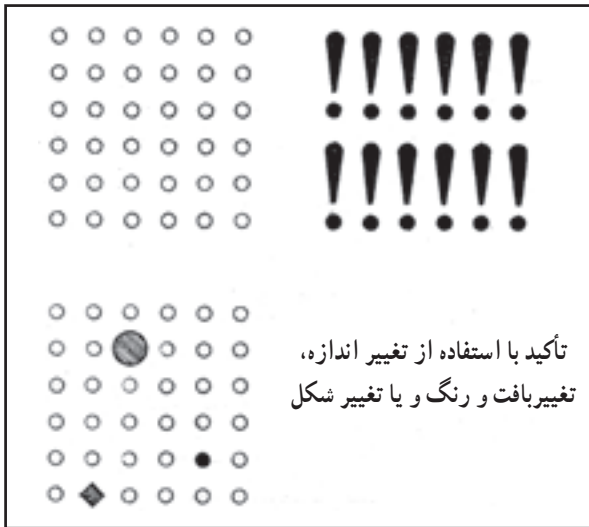 ! ! ! ! ! !
! ! ! ! ! !
تأکید با استفاده از تغییر اندازه،
تغییربافت و رنگ و یا تغییر شکل